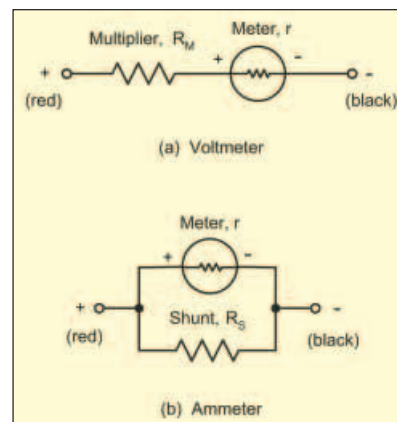 Multiplier, R_M
Meter, r
+ + - -
(red) (black)
(a) Voltmeter
Meter, r
+ -
+ Shunt, R_S -
(red) (black)
(b) Ammeter